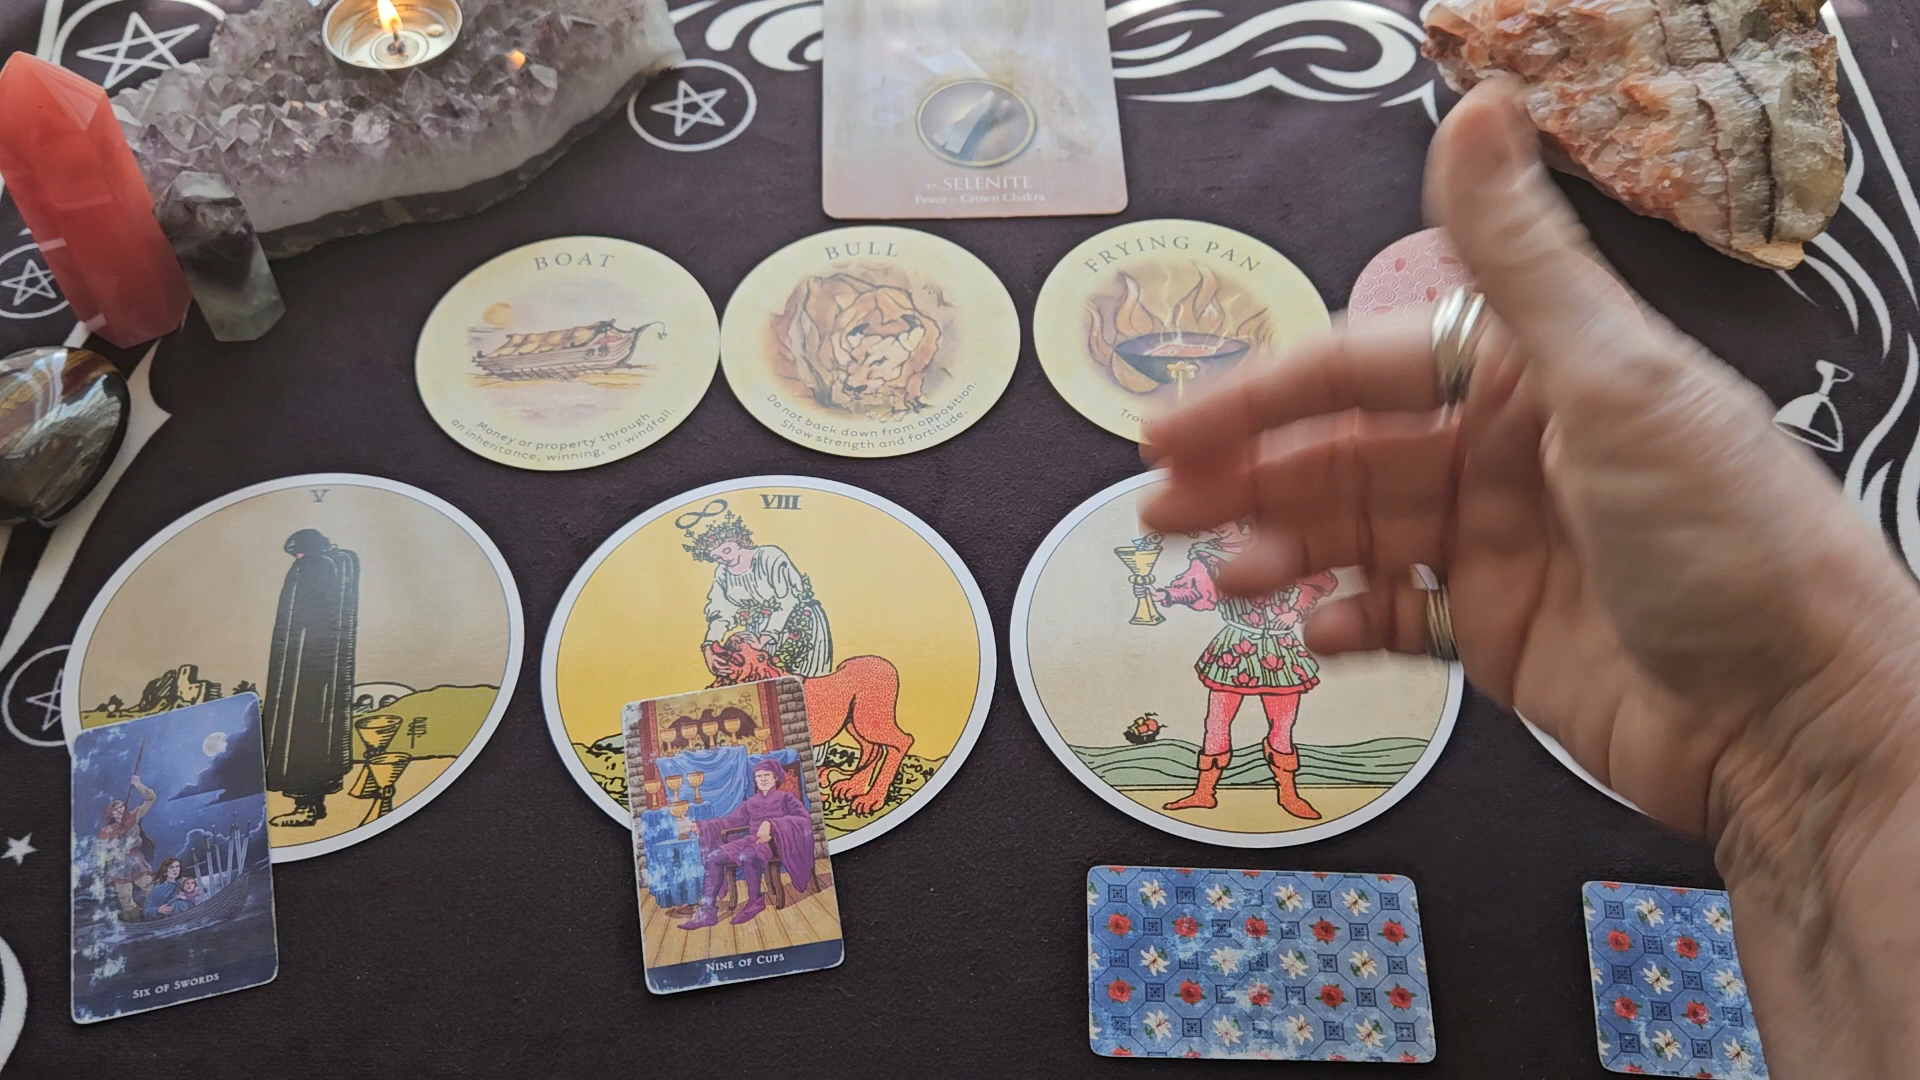 17. SELENITE
Peace ~ Crown Chakra
BOAT
Money or property through
an inheritance, winning, or windfall.
BULL
Do not back down from opposition.
Show strength and fortitude.
FRYING PAN
V
VIII
SIX OF SWORDS
NINE OF CUPS